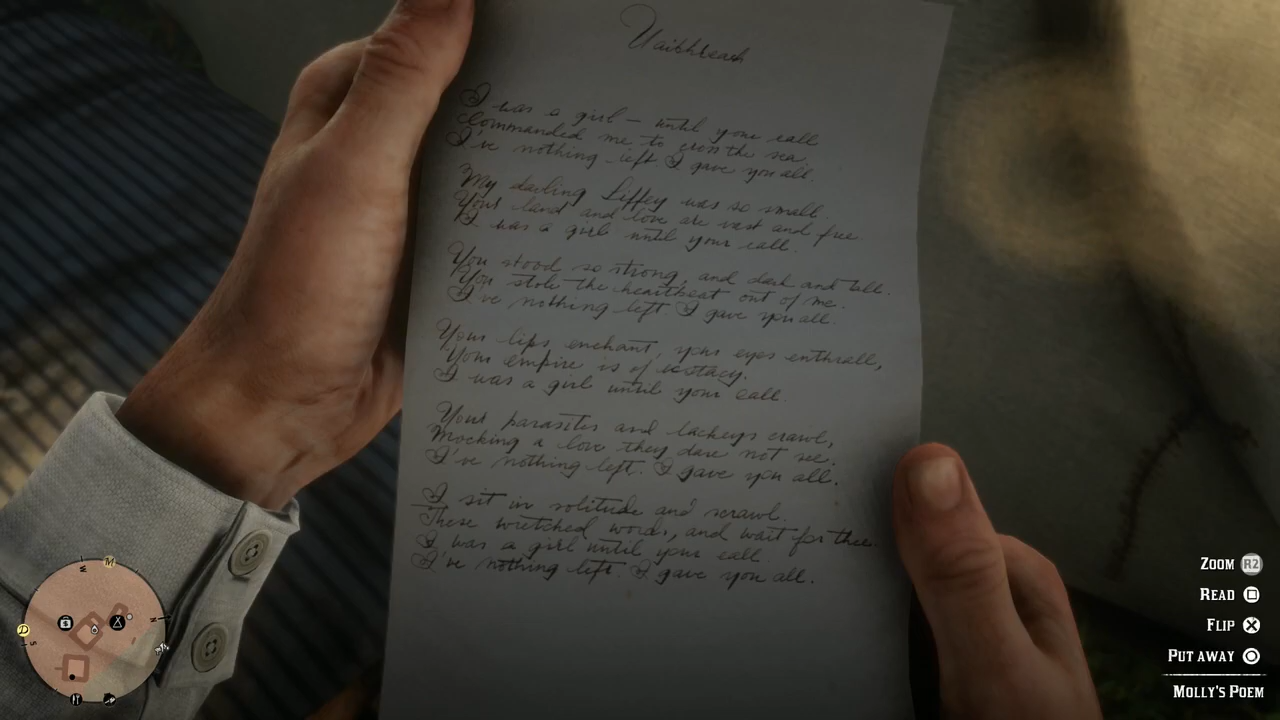 Uaibhreach
I was a girl – until your call
Commanded me to cross the sea.
I've nothing left I gave you all.
My darling Liffey was so small.
Your land and love are vast and free
I was a girl until your call.
You stood so strong, and dark and tall.
You stole the heartbeat out of me.
I've nothing left. I gave you all.
Your lips enchant, your eyes enthrall,
Your empire is of ecstacy.
I was a girl until your call.
Your parasites and lackeys crawl,
Mocking a love they dare not see.
I've nothing left. I gave you all.
I sit in solitude and scrawl.
These wretched words, and wait for thee.
I was a girl until your call
I've nothing left. I gave you all.
ZOOM R2
READ
FLIP
PUT AWAY
MOLLY'S POEM